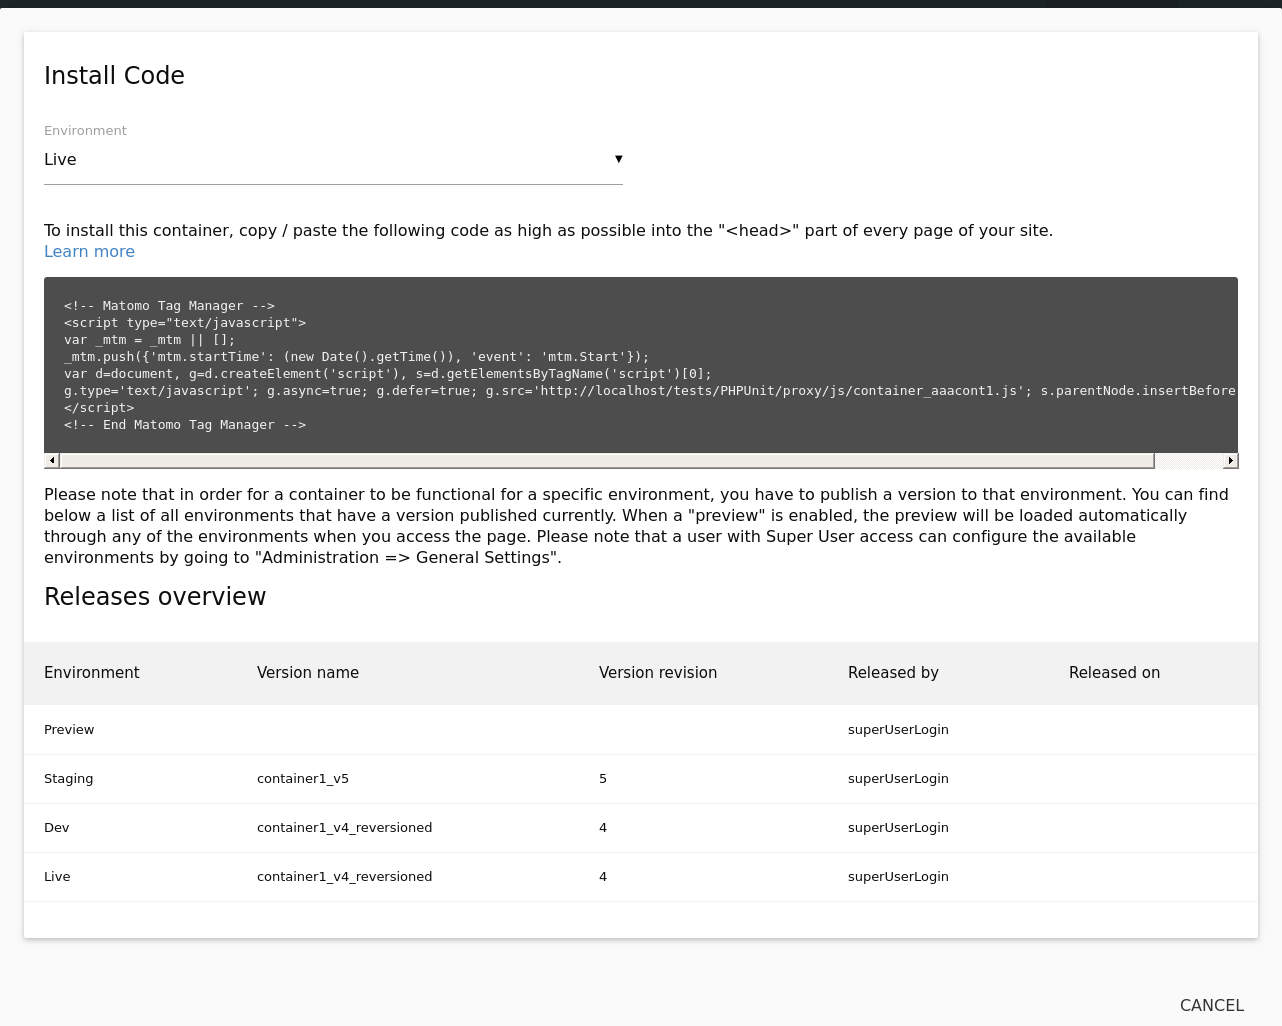 Install Code
Environment
Live ▼
To install this container, copy / paste the following code as high as possible into the "<head>" part of every page of your site.
Learn more
<!-- Matomo Tag Manager -->
<script type="text/javascript">
var _mtm = _mtm || [];
_mtm.push({'mtm.startTime': (new Date().getTime()), 'event': 'mtm.Start'});
var d=document, g=d.createElement('script'), s=d.getElementsByTagName('script')[0];
g.type='text/javascript'; g.async=true; g.defer=true; g.src='http://localhost/tests/PHPUnit/proxy/js/container_aaacont1.js'; s.parentNode.insertBefore
</script>
<!-- End Matomo Tag Manager -->
Please note that in order for a container to be functional for a specific environment, you have to publish a version to that environment. You can find
below a list of all environments that have a version published currently. When a "preview" is enabled, the preview will be loaded automatically
through any of the environments when you access the page. Please note that a user with Super User access can configure the available
environments by going to "Administration => General Settings".
Releases overview
Environment Version name Version revision Released by Released on
Preview superUserLogin
Staging container1_v5 5 superUserLogin
Dev container1_v4_reversioned 4 superUserLogin
Live container1_v4_reversioned 4 superUserLogin
CANCEL